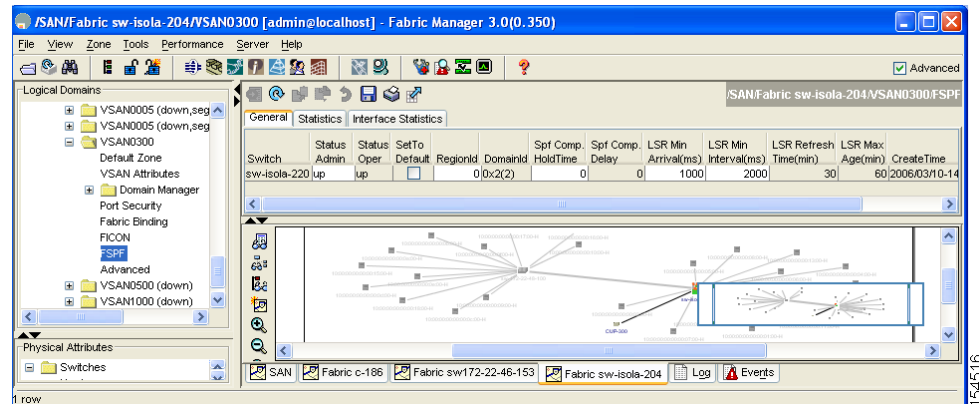 /SAN/Fabric sw-isola-204/VSAN0300 [admin@localhost] - Fabric Manager 3.0(0.350)
File View Zone Tools Performance Server Help
Advanced
Logical Domains
VSAN0005 (down,seg
VSAN0005 (down,seg
VSAN0300
Default Zone
VSAN Attributes
Domain Manager
Port Security
Fabric Binding
FICON
FSPF
Advanced
VSAN0500 (down)
VSAN1000 (down)
Physical Attributes
Switches
/SAN/Fabric sw-isola-204/VSAN0300/FSPF
General Statistics Interface Statistics
Status Status SetTo Spf Comp. Spf Comp. LSR Min LSR Min LSR Refresh LSR Max
Switch Admin Oper Default RegionId DomainId HoldTime Delay Arrival(ms) Interval(ms) Time(min) Age(min) CreateTime
sw-isola-220 up up 0 0x2(2) 0 0 1000 2000 30 60 2006/03/10-14
CUP-300
SAN Fabric c-186 Fabric sw172-22-46-153 Fabric sw-isola-204 Log Events
1 row
154516